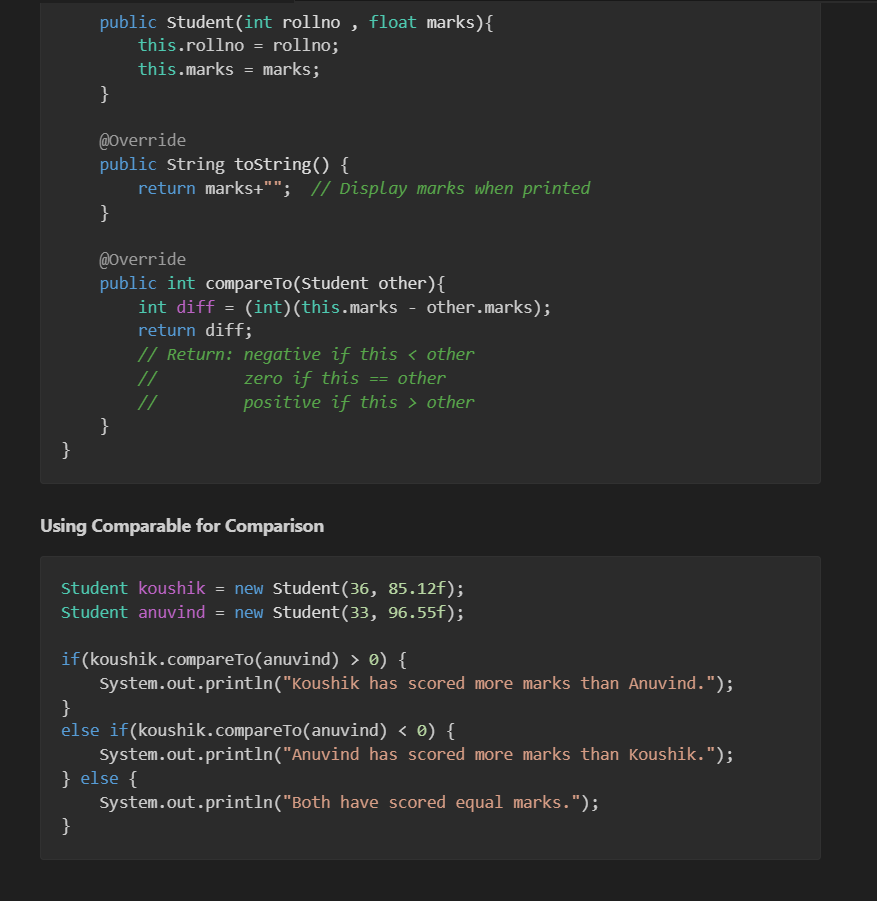 public Student(int rollno , float marks){
this.rollno = rollno;
this.marks = marks;
}
@Override
public String toString() {
return marks+"";  // Display marks when printed
}
@Override
public int compareTo(Student other){
int diff = (int)(this.marks - other.marks);
return diff;
// Return: negative if this < other
//         zero if this == other
//         positive if this > other
}
}
Using Comparable for Comparison
Student koushik = new Student(36, 85.12f);
Student anuvind = new Student(33, 96.55f);
if(koushik.compareTo(anuvind) > 0) {
System.out.println("Koushik has scored more marks than Anuvind.");
}
else if(koushik.compareTo(anuvind) < 0) {
System.out.println("Anuvind has scored more marks than Koushik.");
} else {
System.out.println("Both have scored equal marks.");
}